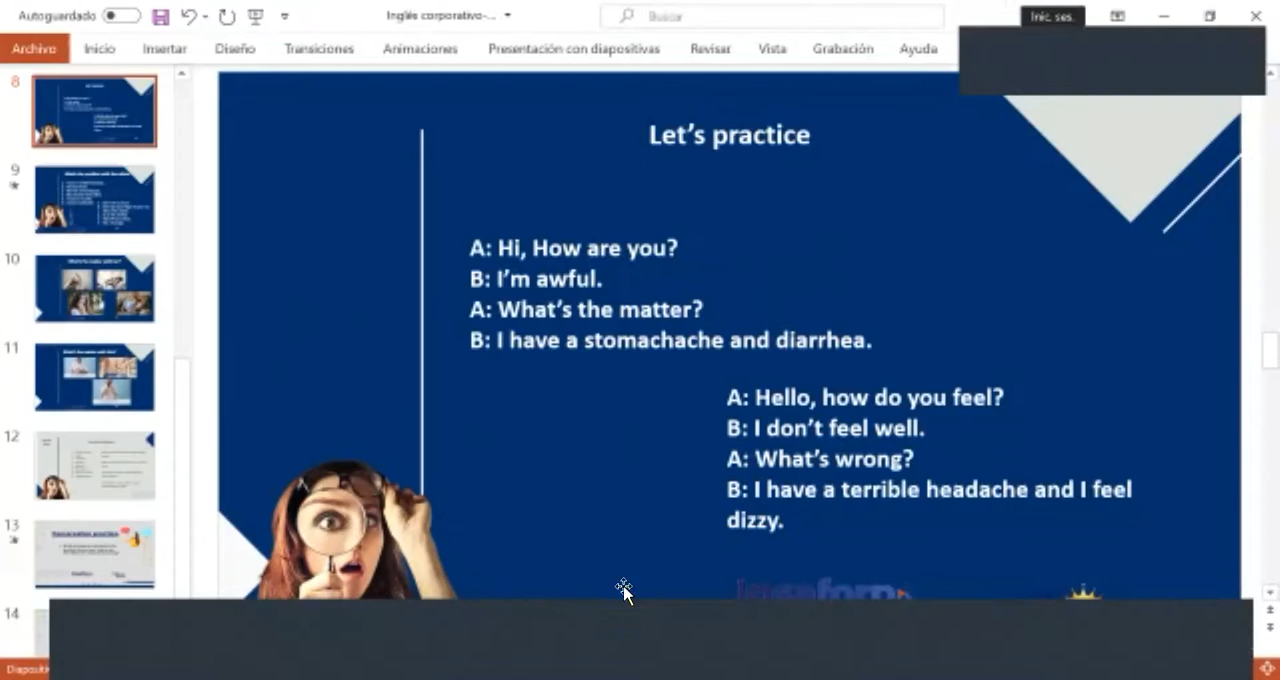 Autoguardado
Inglés corporativo-...
Buscar
Inic. ses.
Archivo Inicio Insertar Diseño Transiciones Animaciones Presentación con diapositivas Revisar Vista Grabación Ayuda
8
9
10
11
12
13
14
Let's practice
A: Hi, How are you?
B: I'm awful.
A: What's the matter?
B: I have a stomachache and diarrhea.
A: Hello, how do you feel?
B: I don't feel well.
A: What's wrong?
B: I have a terrible headache and I feel
dizzy.